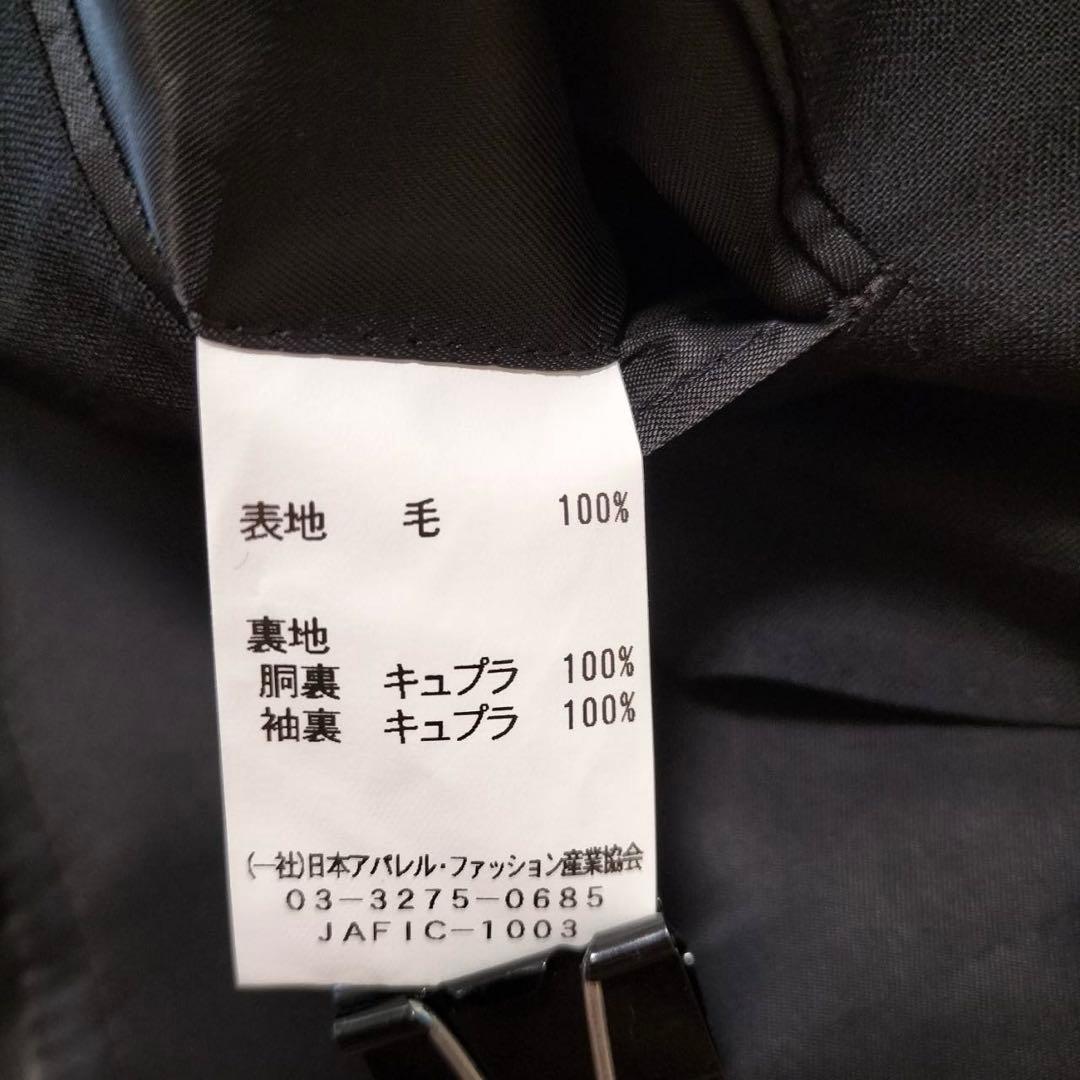 表地 毛 100%
裏地
胴裏 キュプラ 100%
袖裏 キュプラ 100%
(一社)日本アパレル・ファッション産業協会
03-3275-0685
JAFIC-1003